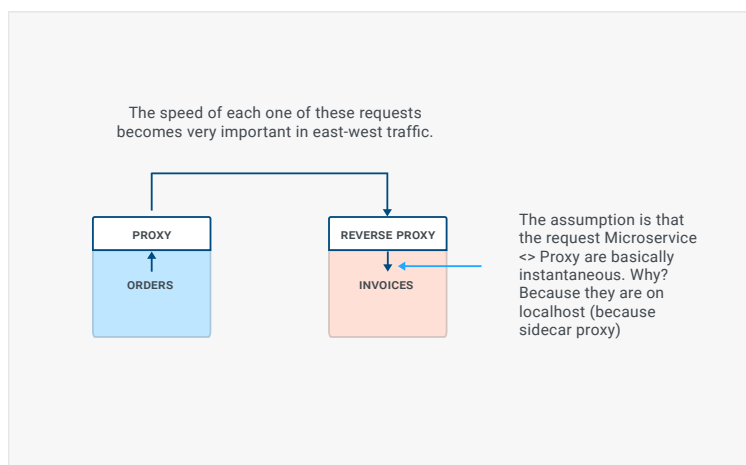 The speed of each one of these requests
becomes very important in east-west traffic.
PROXY
REVERSE PROXY
ORDERS
INVOICES
The assumption is that
the request Microservice
<> Proxy are basically
instantaneous. Why?
Because they are on
localhost (because
sidecar proxy)